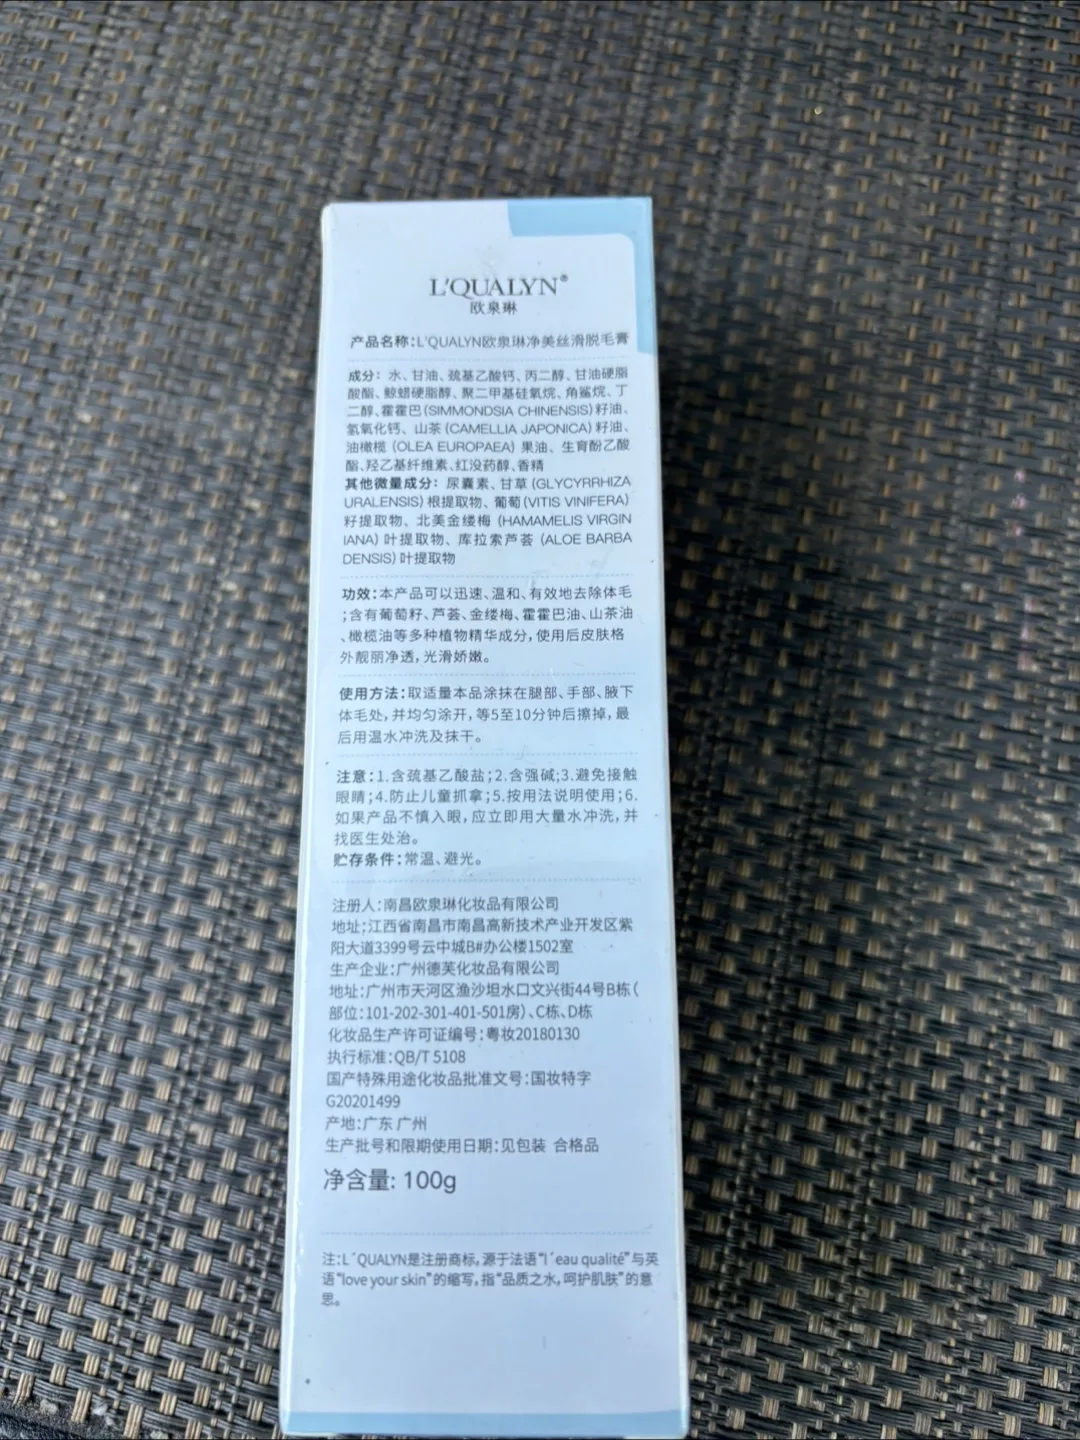 L'QUALYN®
欧泉琳
产品名称:L'QUALYN欧泉琳净美丝滑脱毛膏
成分：水、甘油、巯基乙酸钙、丙二醇、甘油硬脂
酸酯、鲸蜡硬脂醇、聚二甲基硅氧烷、角鲨烷、丁
二醇、霍霍巴(SIMMONDSIA CHINENSIS)籽油、
氢氧化钙、山茶(CAMELLIA JAPONICA)籽油、
油橄榄(OLEA EUROPAEA)果油、生育酚乙酸
酯、羟乙基纤维素、红没药醇、香精
其他微量成分：尿囊素、甘草(GLYCYRRHIZA
URALENSIS)根提取物、葡萄(VITIS VINIFERA)
籽提取物、北美金缕梅(HAMAMELIS VIRGIN
IANA)叶提取物、库拉索芦荟(ALOE BARBA
DENSIS)叶提取物
功效:本产品可以迅速、温和、有效地去除体毛
;含有葡萄籽、芦荟、金缕梅、霍霍巴油、山茶油
、橄榄油等多种植物精华成分,使用后皮肤格
外靓丽净透,光滑娇嫩。
使用方法:取适量本品涂抹在腿部、手部、腋下
体毛处,并均匀涂开,等5至10分钟后擦掉,最
后用温水冲洗及抹干。
注意:1.含巯基乙酸盐;2.含强碱;3.避免接触
眼睛;4.防止儿童抓拿;5.按用法说明使用;6.
如果产品不慎入眼,应立即用大量水冲洗,并
找医生处治。
贮存条件:常温、避光。
注册人:南昌欧泉琳化妆品有限公司
地址:江西省南昌市南昌高新技术产业开发区紫
阳大道3399号云中城B#办公楼1502室
生产企业:广州德芙化妆品有限公司
地址:广州市天河区渔沙坦水口文兴街44号B栋(
部位:101-202-301-401-501房)、C栋、D栋
化妆品生产许可证编号:粤妆20180130
执行标准:QB/T 5108
国产特殊用途化妆品批准文号:国妆特字
G20201499
产地:广东 广州
生产批号和限期使用日期:见包装 合格品
净含量: 100g
注:L´QUALYN是注册商标,源于法语“l´eau qualité”与英
语“love your skin”的缩写,指“品质之水,呵护肌肤”的意
思。